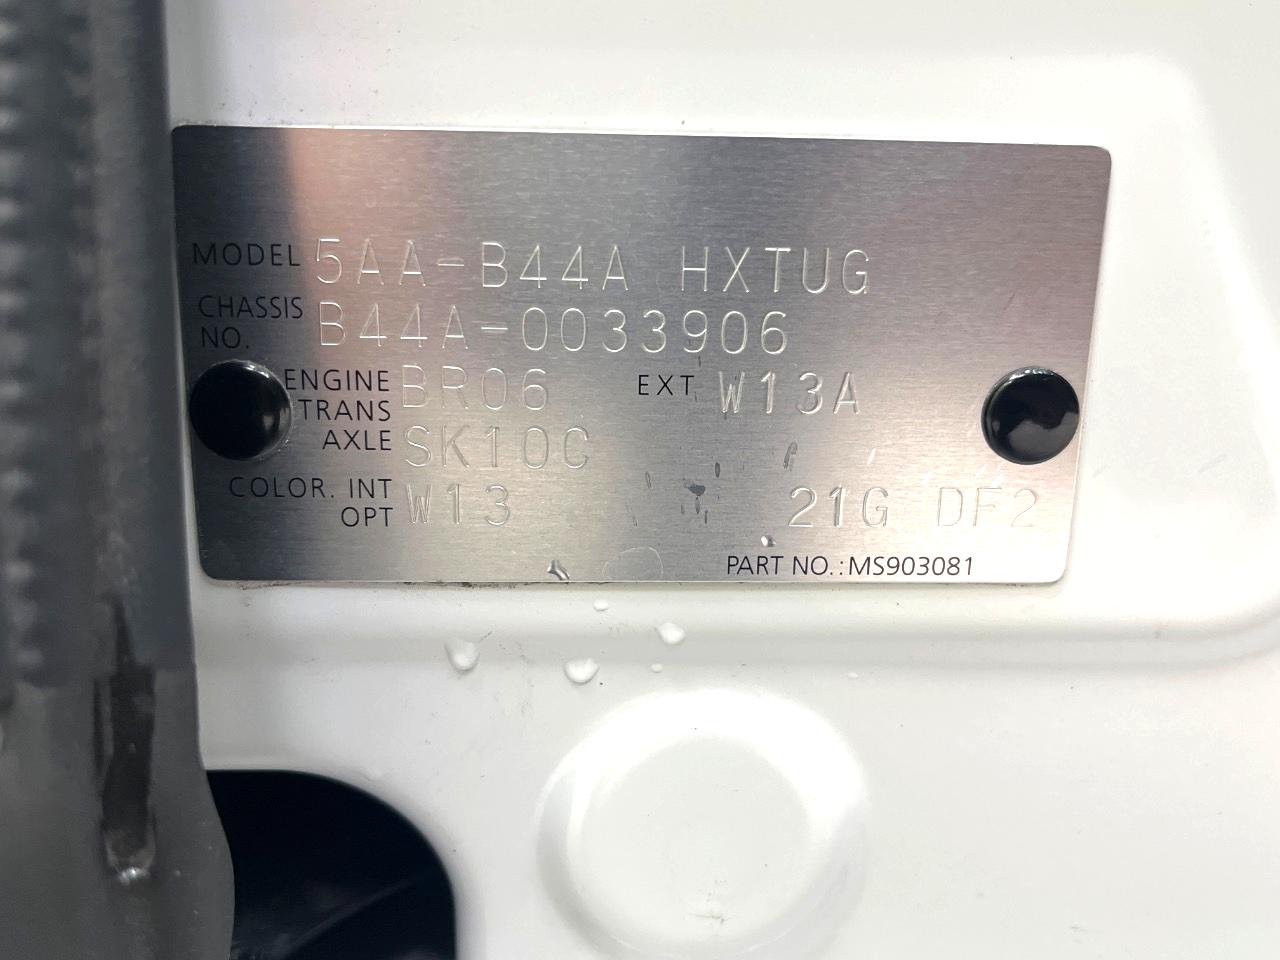 MODEL 5AA-B44A HXTUG
CHASSIS NO. B44A-0033906
ENGINE BR06 EXT W13A
TRANS AXLE SK10C
COLOR. INT W13 21G DF2
OPT
PART NO.:MS903081